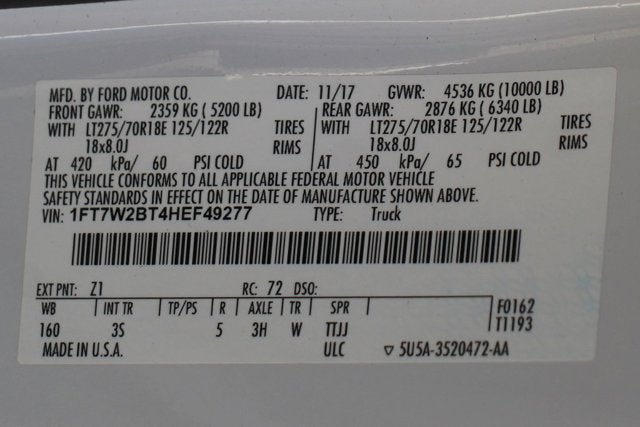 MFD. BY FORD MOTOR CO. DATE: 11/17 GVWR: 4536 KG (10000 LB)
FRONT GAWR: 2359 KG ( 5200 LB) REAR GAWR: 2876 KG ( 6340 LB)
WITH LT275/70R18E 125/122R TIRES WITH LT275/70R18E 125/122R TIRES
18x8.0J RIMS 18x8.0J RIMS
AT 420 kPa/ 60 PSI COLD AT 450 kPa/ 65 PSI COLD
THIS VEHICLE CONFORMS TO ALL APPLICABLE FEDERAL MOTOR VEHICLE
SAFETY STANDARDS IN EFFECT ON THE DATE OF MANUFACTURE SHOWN ABOVE.
VIN: 1FT7W2BT4HEF49277 TYPE: Truck
EXT PNT: Z1 RC: 72 DSO:
WB INT TR TP/PS R AXLE TR SPR F0162
160 3S 5 3H W TTJJ T1193
MADE IN U.S.A. ULC ▽ 5U5A-3520472-AA